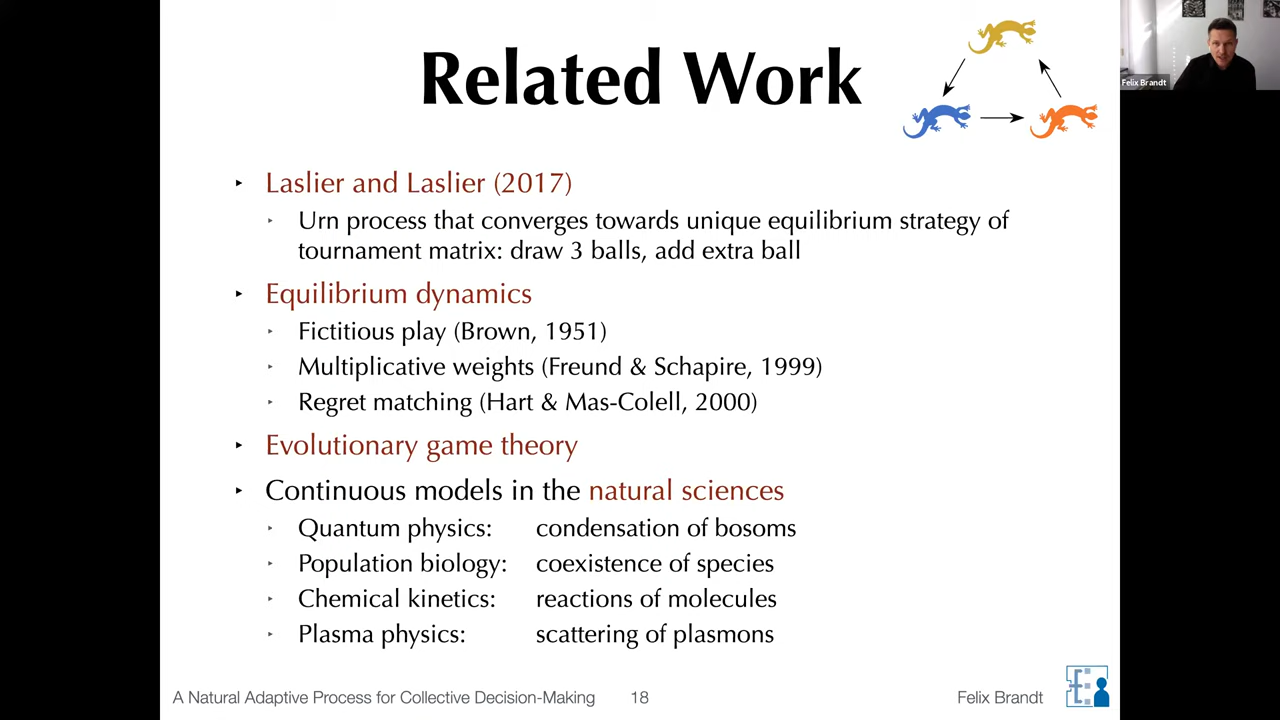 Related Work
Felix Brandt
‣ Laslier and Laslier (2017)
‣ Urn process that converges towards unique equilibrium strategy of
tournament matrix: draw 3 balls, add extra ball
‣ Equilibrium dynamics
‣ Fictitious play (Brown, 1951)
‣ Multiplicative weights (Freund & Schapire, 1999)
‣ Regret matching (Hart & Mas-Colell, 2000)
‣ Evolutionary game theory
‣ Continuous models in the natural sciences
‣ Quantum physics: condensation of bosoms
‣ Population biology: coexistence of species
‣ Chemical kinetics: reactions of molecules
‣ Plasma physics: scattering of plasmons
A Natural Adaptive Process for Collective Decision-Making 18 Felix Brandt